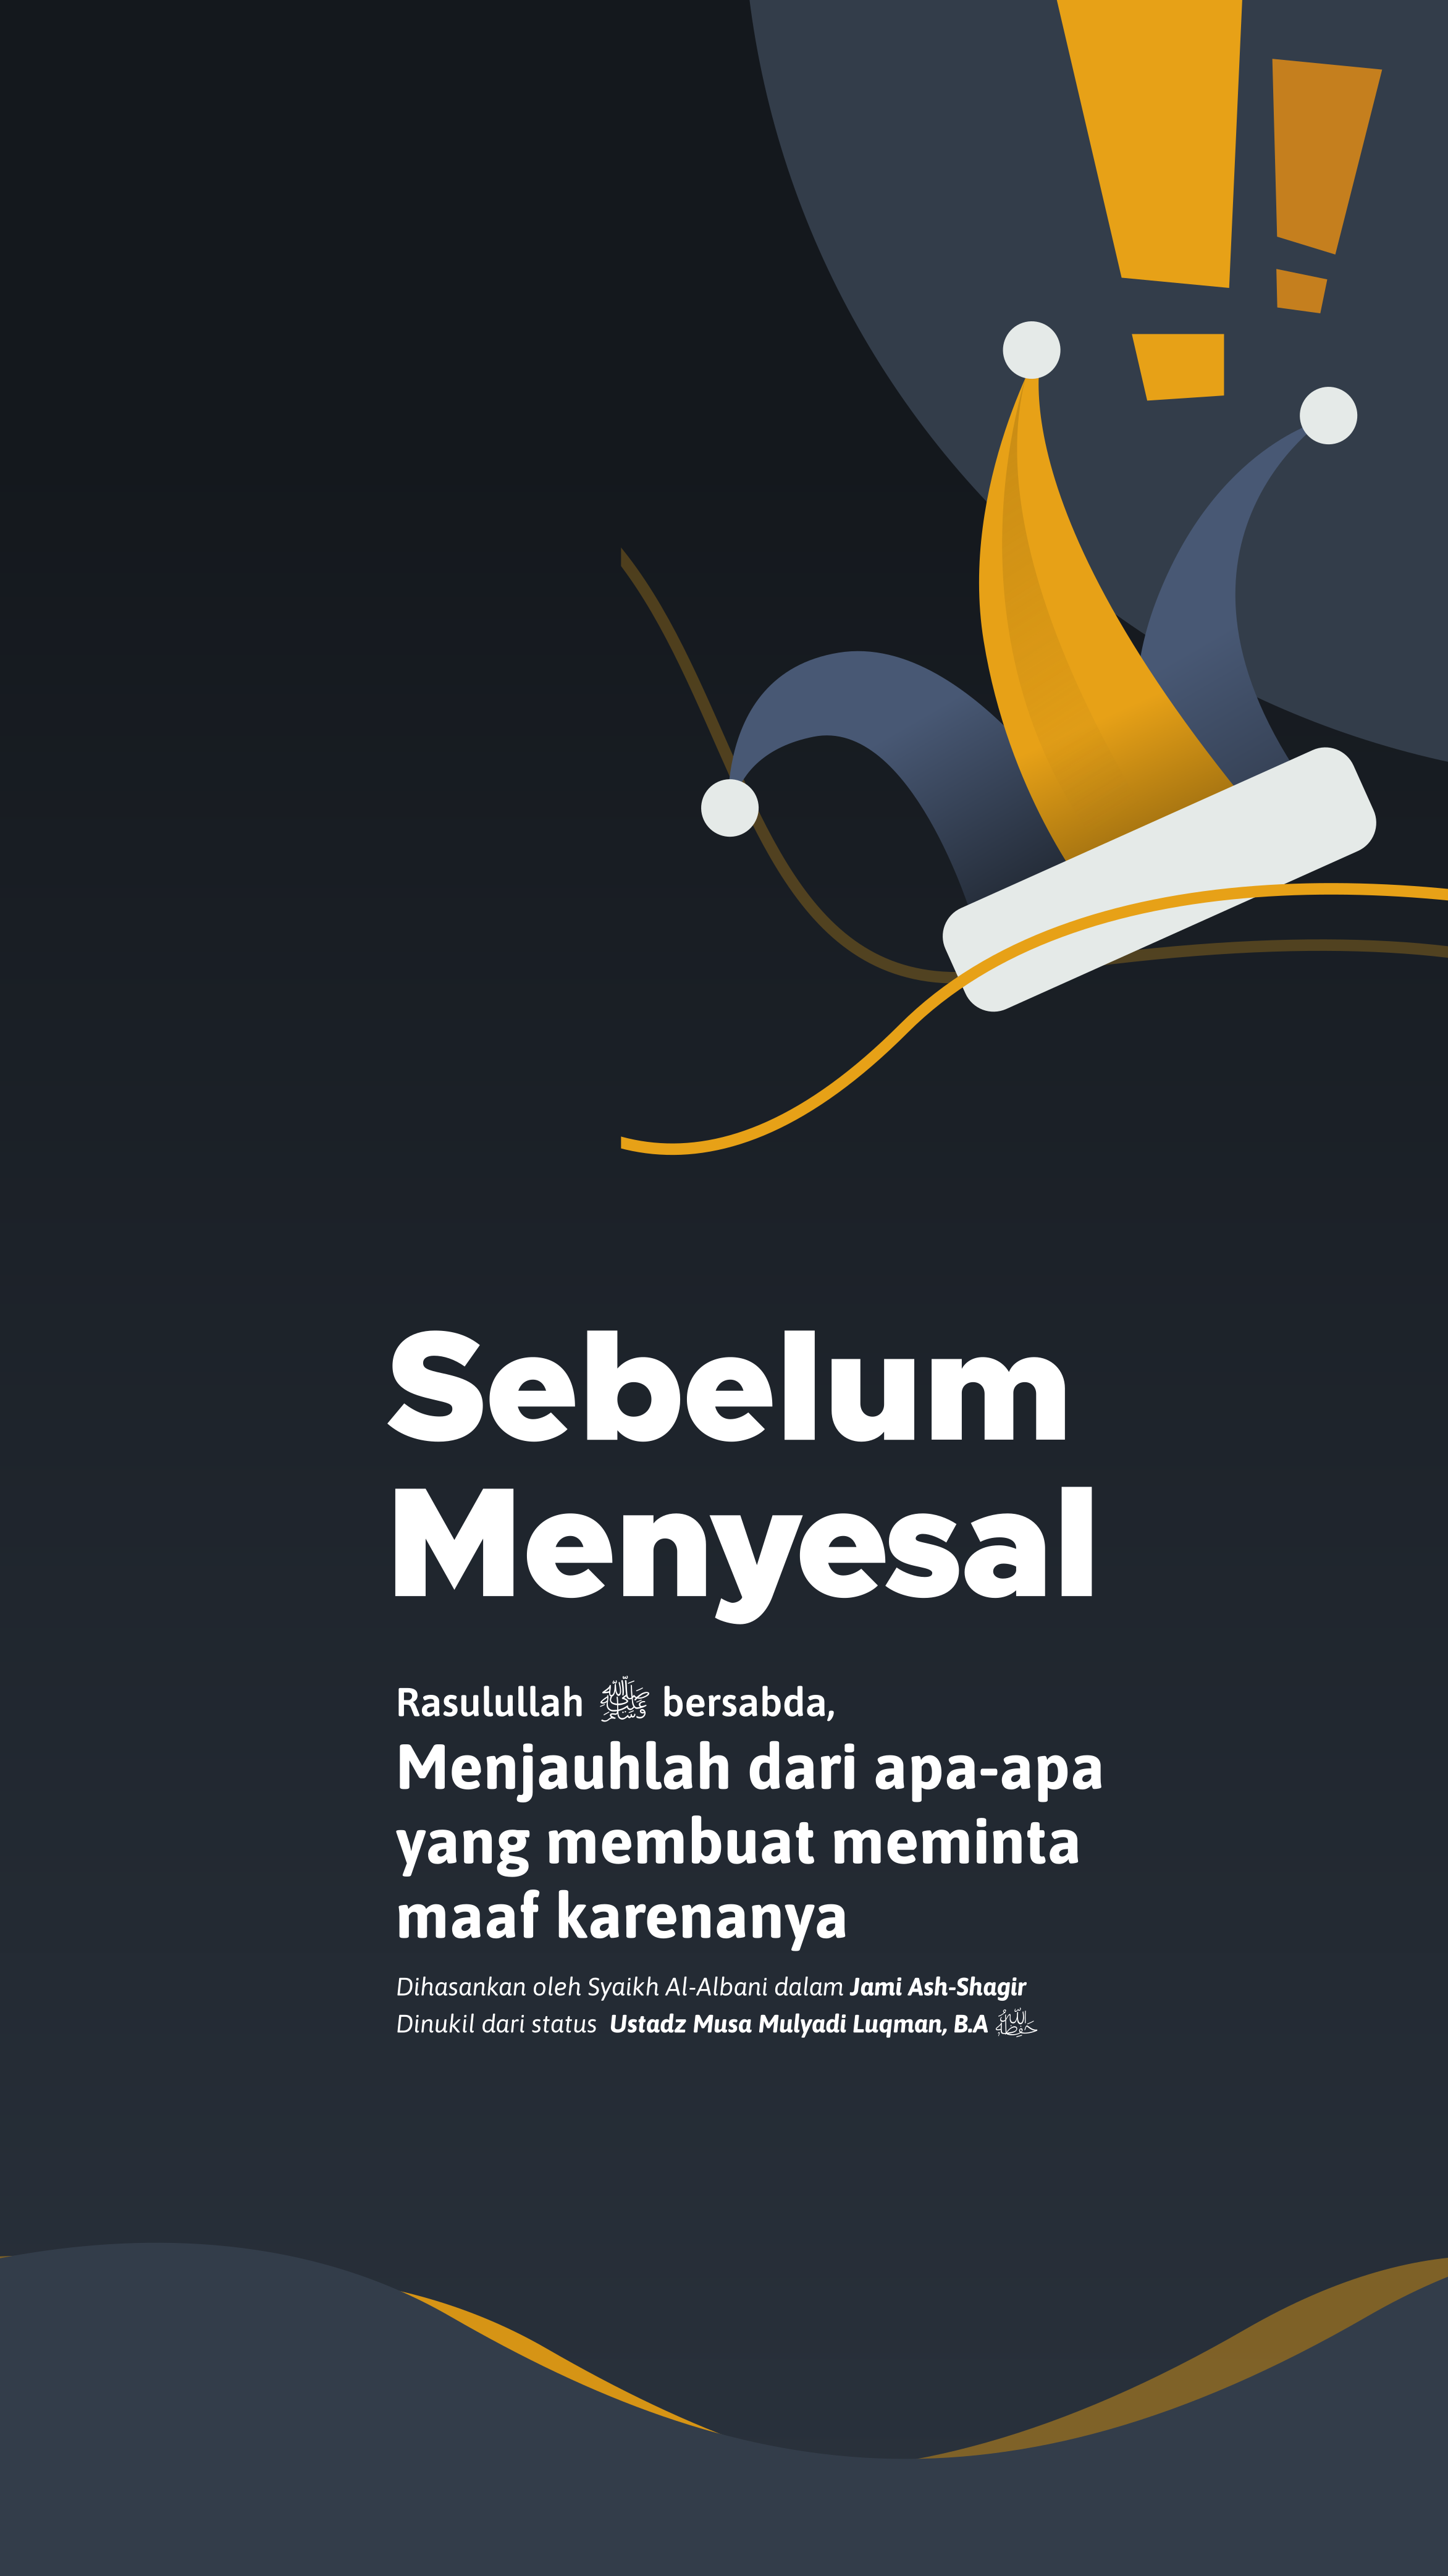 Sebelum
Menyesal
Rasulullah ﷺ bersabda,
Menjauhlah dari apa-apa
yang membuat meminta
maaf karenanya
Dihasankan oleh Syaikh Al-Albani dalam Jami Ash-Shagir
Dinukil dari status Ustadz Musa Mulyadi Luqman, B.A حفظه الله